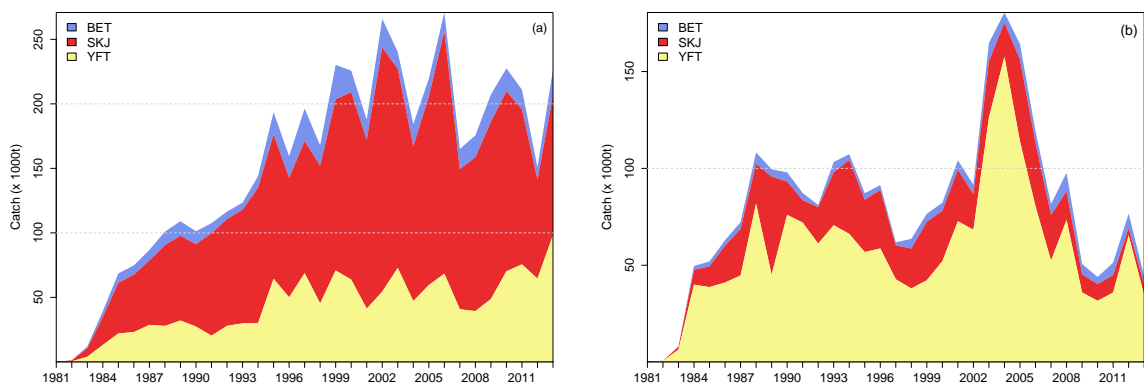 (a)
BET
SKJ
YFT
Catch (x 1000t)
250
200
150
100
50
1981 1984 1987 1990 1993 1996 1999 2002 2005 2008 2011
(b)
BET
SKJ
YFT
Catch (x 1000t)
150
100
50
1981 1984 1987 1990 1993 1996 1999 2002 2005 2008 2011